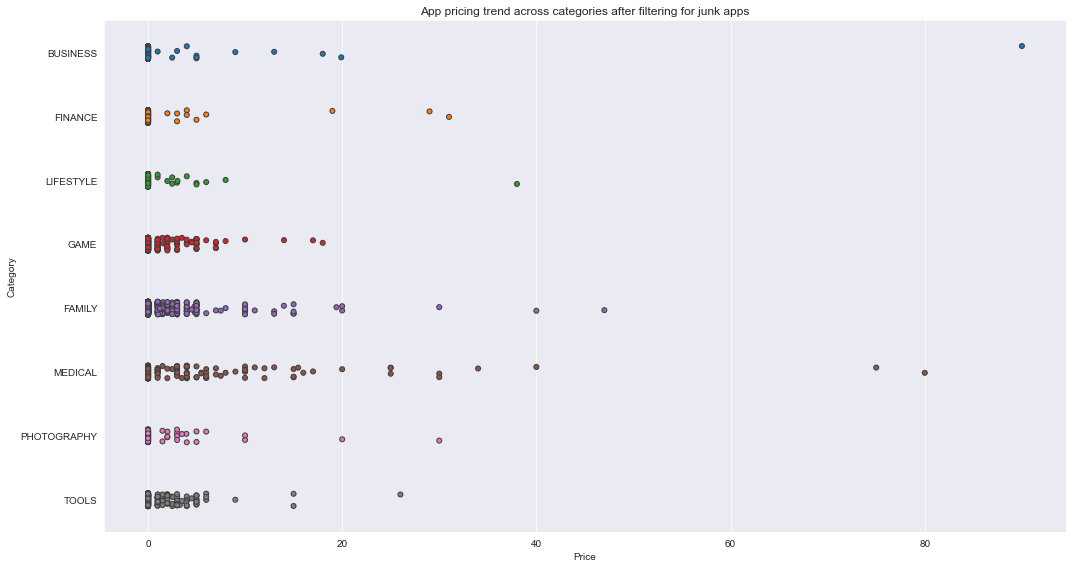 App pricing trend across categories after filtering for junk apps
Category
BUSINESS
FINANCE
LIFESTYLE
GAME
FAMILY
MEDICAL
PHOTOGRAPHY
TOOLS
0 20 40 60 80
Price